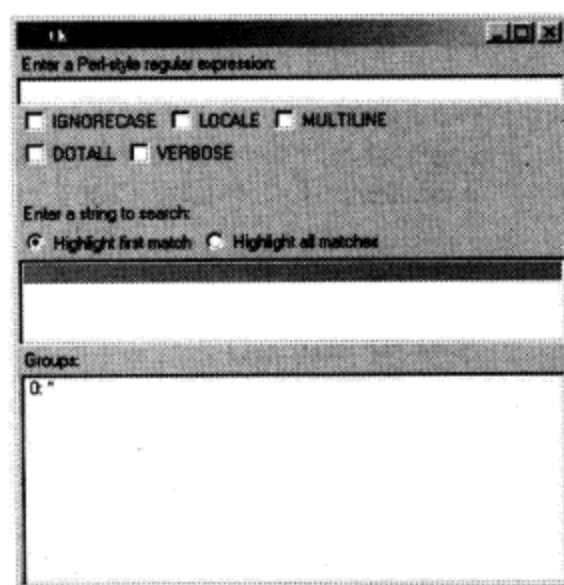 tk
Enter a Perl-style regular expression:
IGNORECASE LOCALE MULTILINE
DOTALL VERBOSE
Enter a string to search:
Highlight first match Highlight all matches
Groups:
0: ''